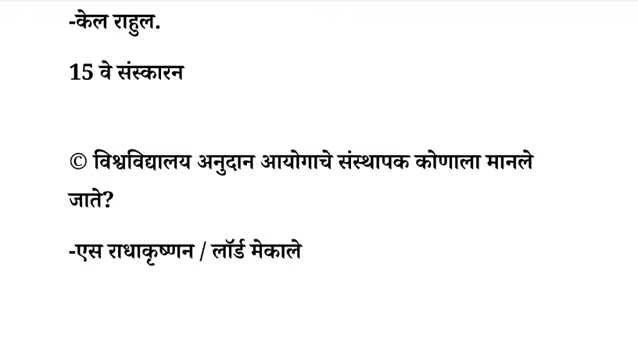 -केल राहुल.
15 वे संस्कारन
© विश्वविद्यालय अनुदान आयोगाचे संस्थापक कोणाला मानले
जाते?
-एस राधाकृष्णन / लॉर्ड मेकाले